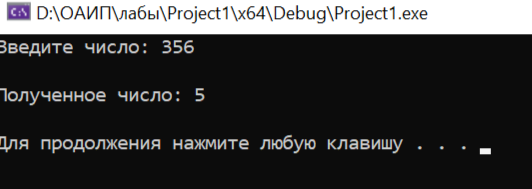 D:\ОАИП\лабы\Project1\x64\Debug\Project1.exe
Введите число: 356
Полученное число: 5
Для продолжения нажмите любую клавишу . . .